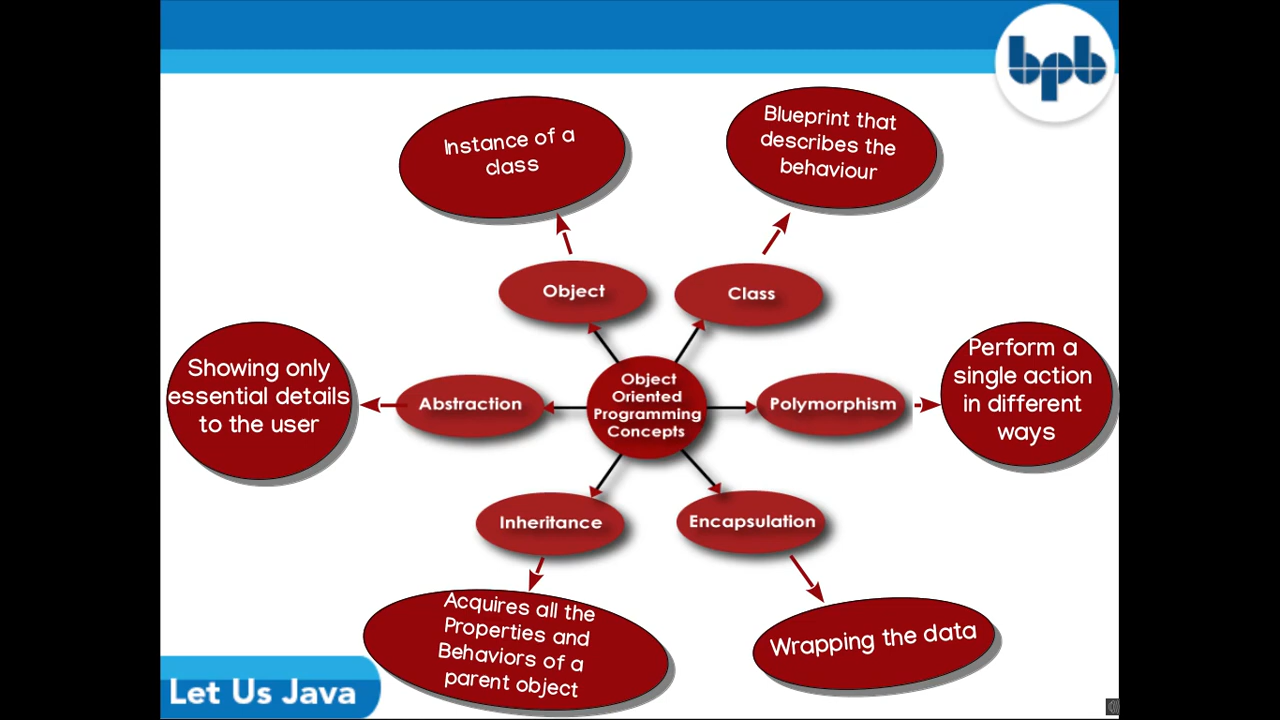 bpb
Instance of a
class
Blueprint that
describes the
behaviour
Object
Class
Showing only
essential details
to the user
Abstraction
Object
Oriented
Programming
Concepts
Polymorphism
Perform a
single action
in different
ways
Inheritance
Encapsulation
Acquires all the
Properties and
Behaviors of a
parent object
Wrapping the data
Let Us Java